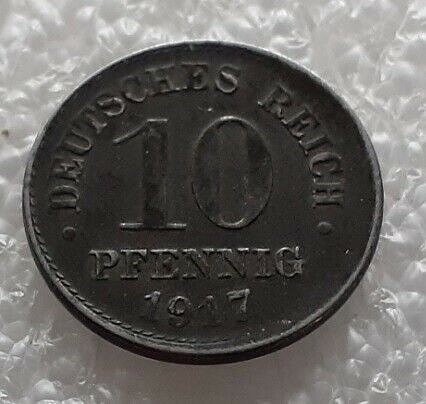 · DEUTSCHES REICH ·
10
PFENNIG
1917